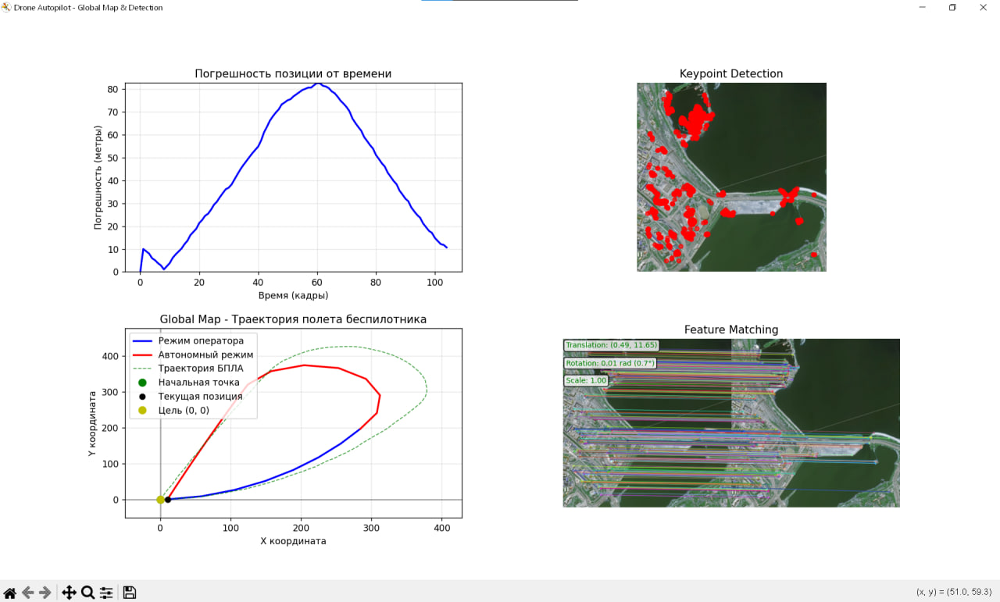 Drone Autopilot - Global Map & Detection
Погрешность позиции от времени
80
70
60
50
40
30
20
10
0
Погрешность (метры)
0 20 40 60 80 100
Время (кадры)
Keypoint Detection
Global Map - Траектория полета беспилотника
Режим оператора
Автономный режим
Траектория БПЛА
Начальная точка
Текущая позиция
Цель (0, 0)
400
300
200
100
0
Y координата
0 100 200 300 400
X координата
Feature Matching
Translation: (0.49, 11.65)
Rotation: 0.01 rad (0.7°)
Scale: 1.00
(x, y) = (51.0, 59.3)